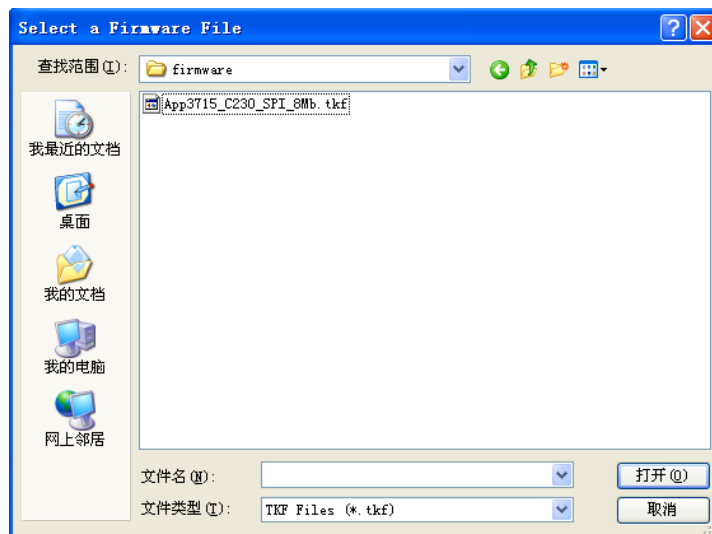 Select a Firmware File
查找范围(I):
firmware
App3715_C230_SPI_8Mb.tkf
我最近的文档
桌面
我的文档
我的电脑
网上邻居
文件名(N):
打开(O)
文件类型(T):
TKF Files (*.tkf)
取消